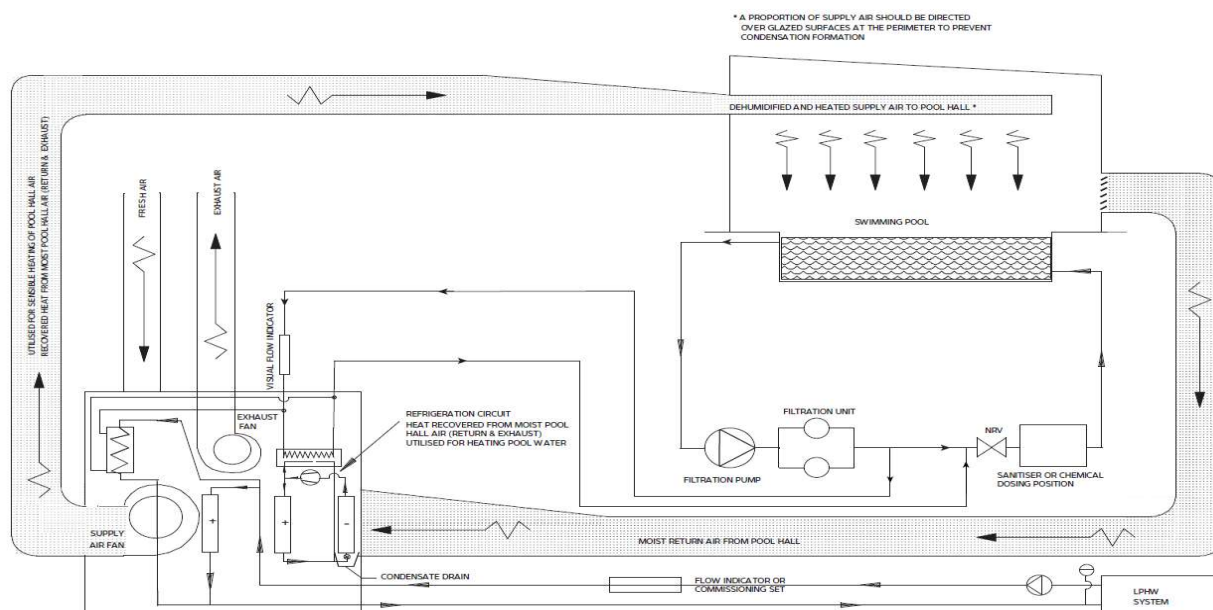 * A PROPORTION OF SUPPLY AIR SHOULD BE DIRECTED
OVER GLAZED SURFACES AT THE PERIMETER TO PREVENT
CONDENSATION FORMATION
DEHUMIDIFIED AND HEATED SUPPLY AIR TO POOL HALL *
UTILISED FOR SENSIBLE HEATING OF POOL HALL AIR
RECOVERED HEAT FROM MOIST POOL HALL AIR (RETURN & EXHAUST)
FRESH AIR
EXHAUST AIR
SWIMMING POOL
VISUAL FLOW INDICATOR
EXHAUST
FAN
REFRIGERATION CIRCUIT
HEAT RECOVERED FROM MOIST POOL
HALL AIR (RETURN & EXHAUST)
UTILISED FOR HEATING POOL WATER
FILTRATION UNIT
NRV
FILTRATION PUMP
SANITISER OR CHEMICAL
DOSING POSITION
SUPPLY
AIR FAN
+
+
-
MOIST RETURN AIR FROM POOL HALL
CONDENSATE DRAIN
FLOW INDICATOR OR
COMMISSIONING SET
LPHW
SYSTEM